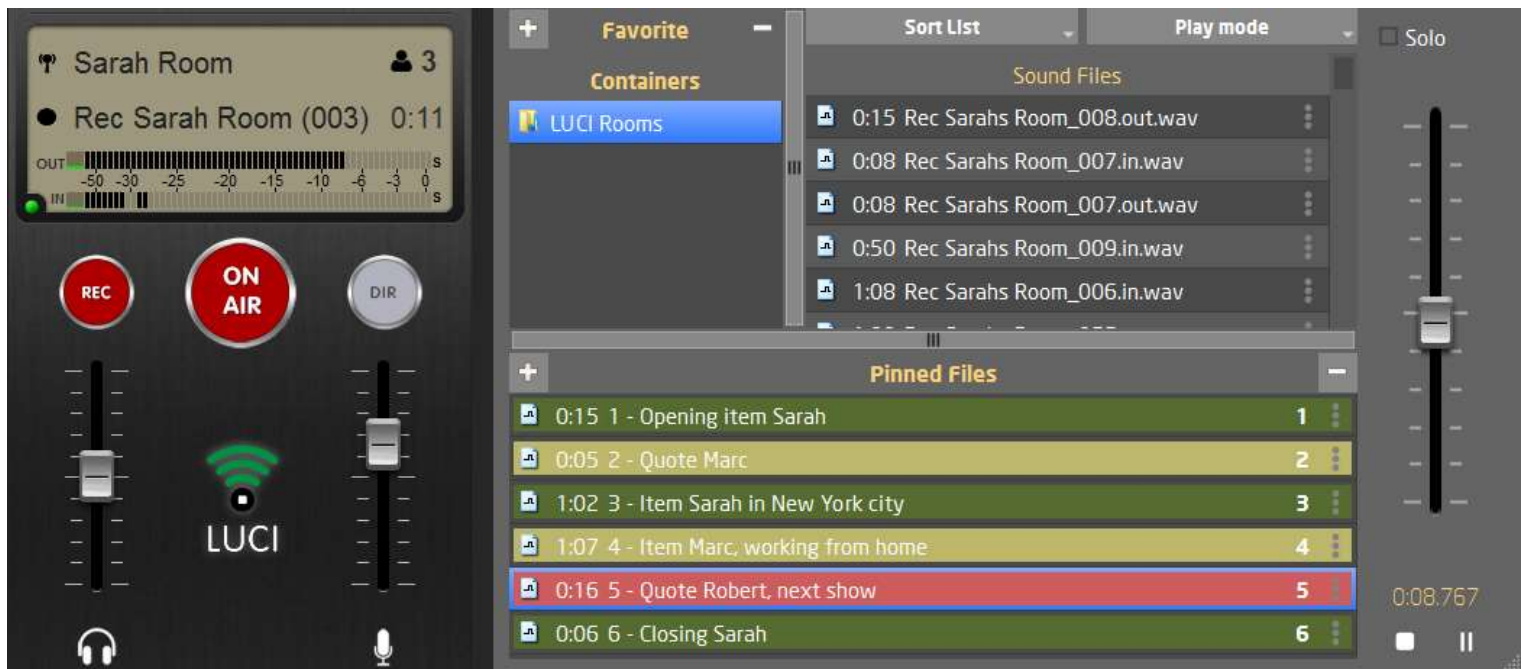 Sarah Room 3
Rec Sarah Room (003) 0:11
OUT S
-50 -30 -25 -20 -15 -10 -6 -3 0
IN S
REC
ON
AIR
DIR
LUCI
+ Favorite −
Containers
LUCI Rooms
Sort List
Play mode
Sound Files
0:15 Rec Sarahs Room_008.out.wav
0:08 Rec Sarahs Room_007.in.wav
0:08 Rec Sarahs Room_007.out.wav
0:50 Rec Sarahs Room_009.in.wav
1:08 Rec Sarahs Room_006.in.wav
+ Pinned Files −
0:15 1 - Opening item Sarah 1
0:05 2 - Quote Marc 2
1:02 3 - Item Sarah in New York city 3
1:07 4 - Item Marc, working from home 4
0:16 5 - Quote Robert, next show 5
0:06 6 - Closing Sarah 6
Solo
0:08.767